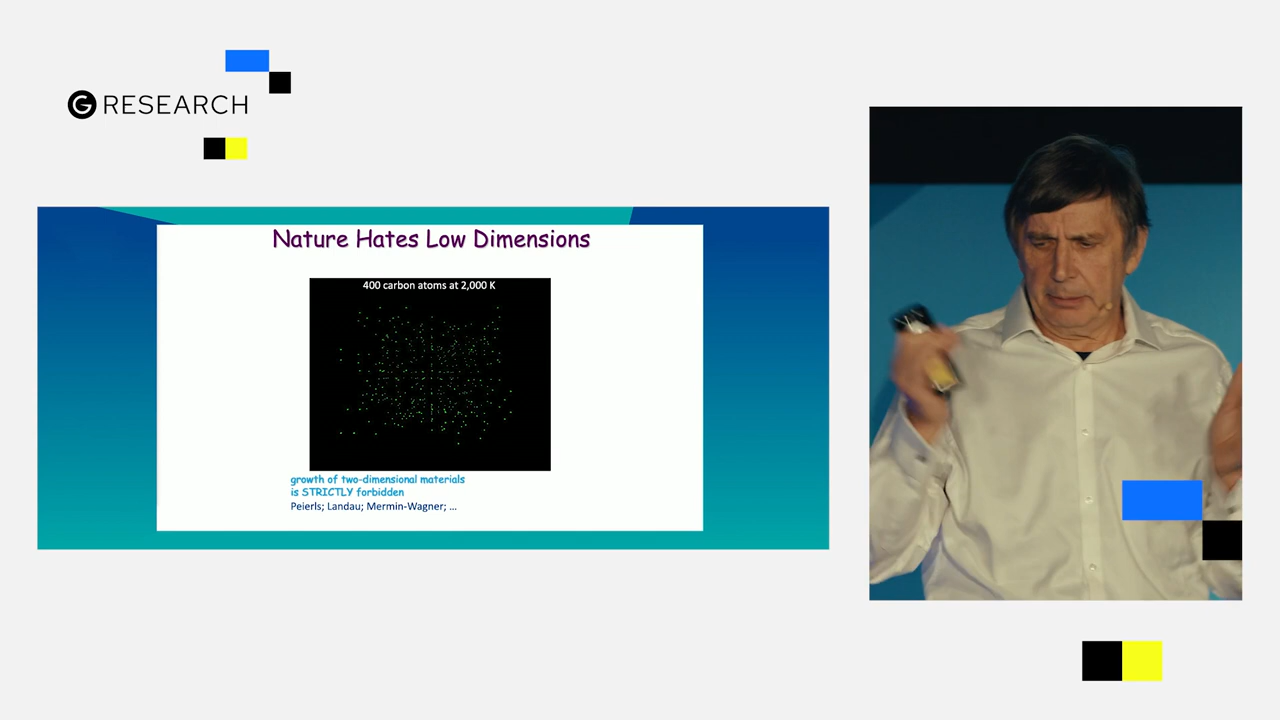 G RESEARCH
Nature Hates Low Dimensions
400 carbon atoms at 2,000 K
growth of two-dimensional materials
is STRICTLY forbidden
Peierls; Landau; Mermin-Wagner; ...